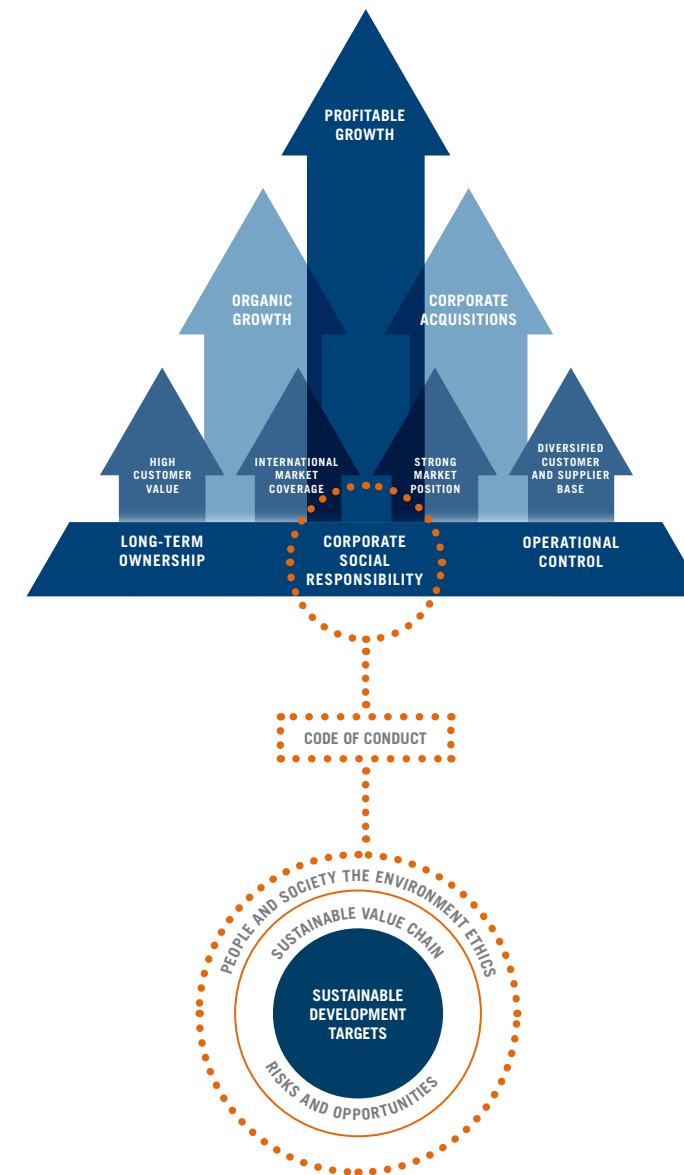 PROFITABLE
GROWTH
ORGANIC
GROWTH
CORPORATE
ACQUISITIONS
HIGH
CUSTOMER
VALUE
INTERNATIONAL
MARKET
COVERAGE
STRONG
MARKET
POSITION
DIVERSIFIED
CUSTOMER
AND SUPPLIER
BASE
LONG-TERM
OWNERSHIP
CORPORATE
SOCIAL
RESPONSIBILITY
OPERATIONAL
CONTROL
CODE OF CONDUCT
PEOPLE AND SOCIETY THE ENVIRONMENT ETHICS
SUSTAINABLE VALUE CHAIN
SUSTAINABLE
DEVELOPMENT
TARGETS
RISKS AND OPPORTUNITIES